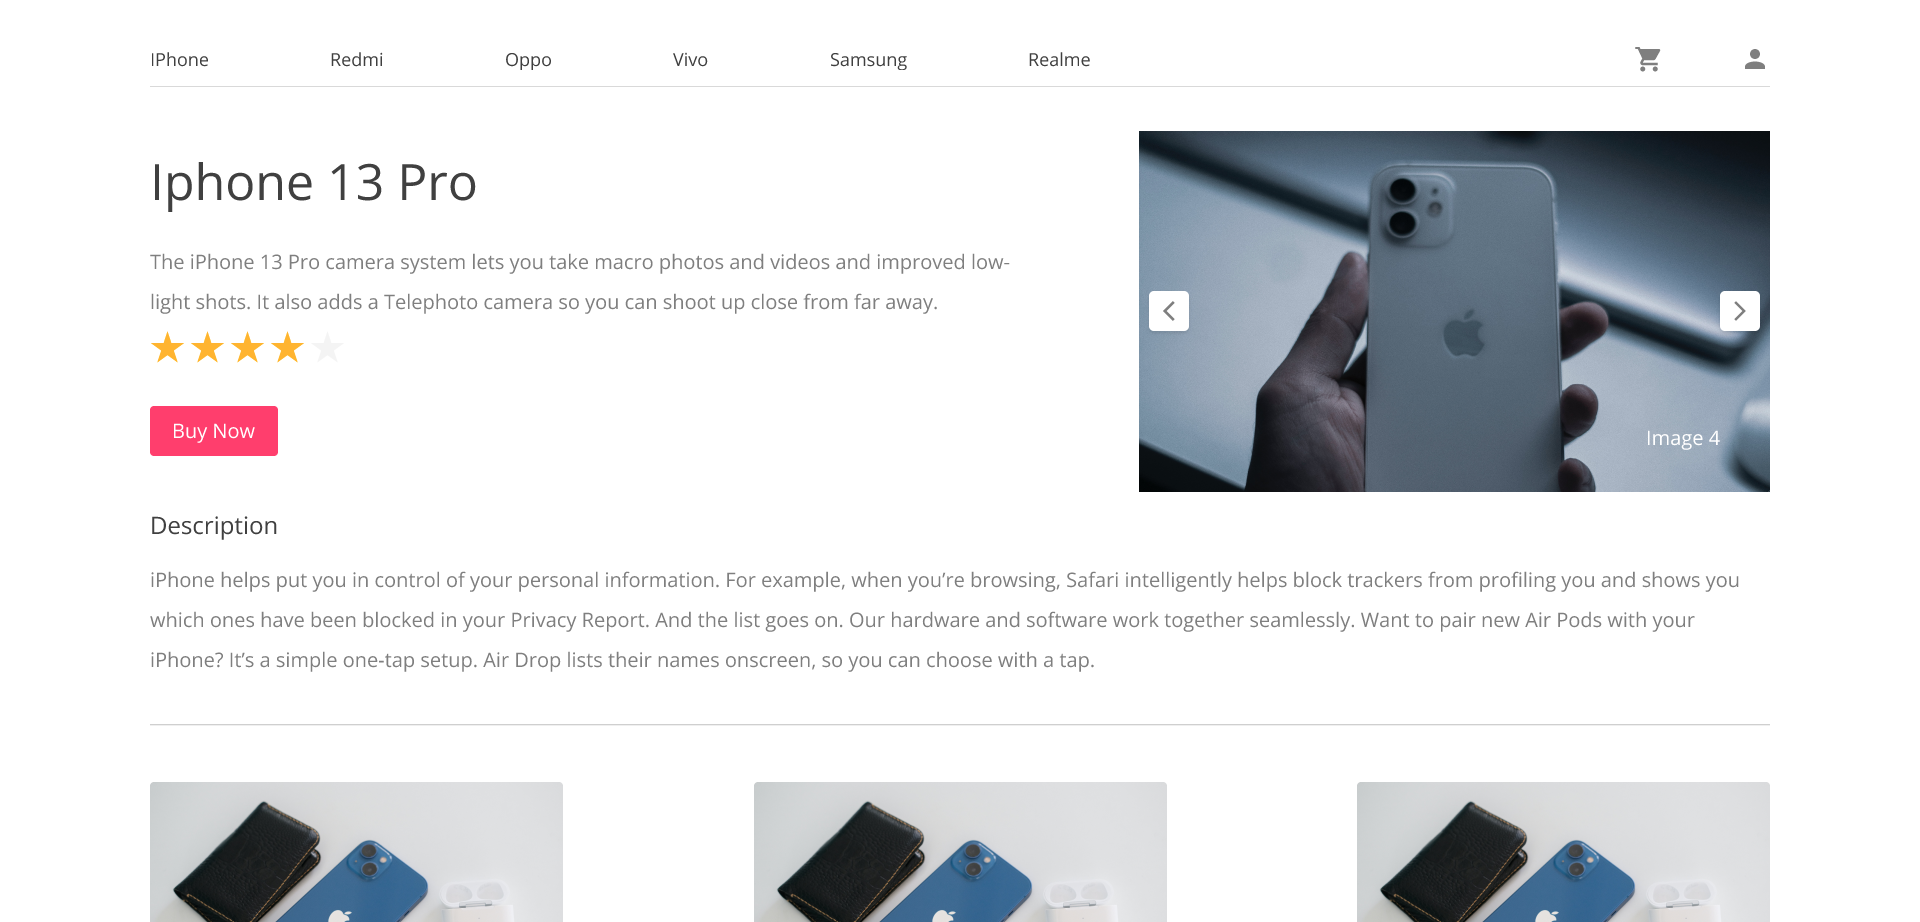 IPhone Redmi Oppo Vivo Samsung Realme
Iphone 13 Pro
The iPhone 13 Pro camera system lets you take macro photos and videos and improved low-
light shots. It also adds a Telephoto camera so you can shoot up close from far away.
Buy Now
Image 4
Description
iPhone helps put you in control of your personal information. For example, when you’re browsing, Safari intelligently helps block trackers from profiling you and shows you
which ones have been blocked in your Privacy Report. And the list goes on. Our hardware and software work together seamlessly. Want to pair new Air Pods with your
iPhone? It’s a simple one-tap setup. Air Drop lists their names onscreen, so you can choose with a tap.